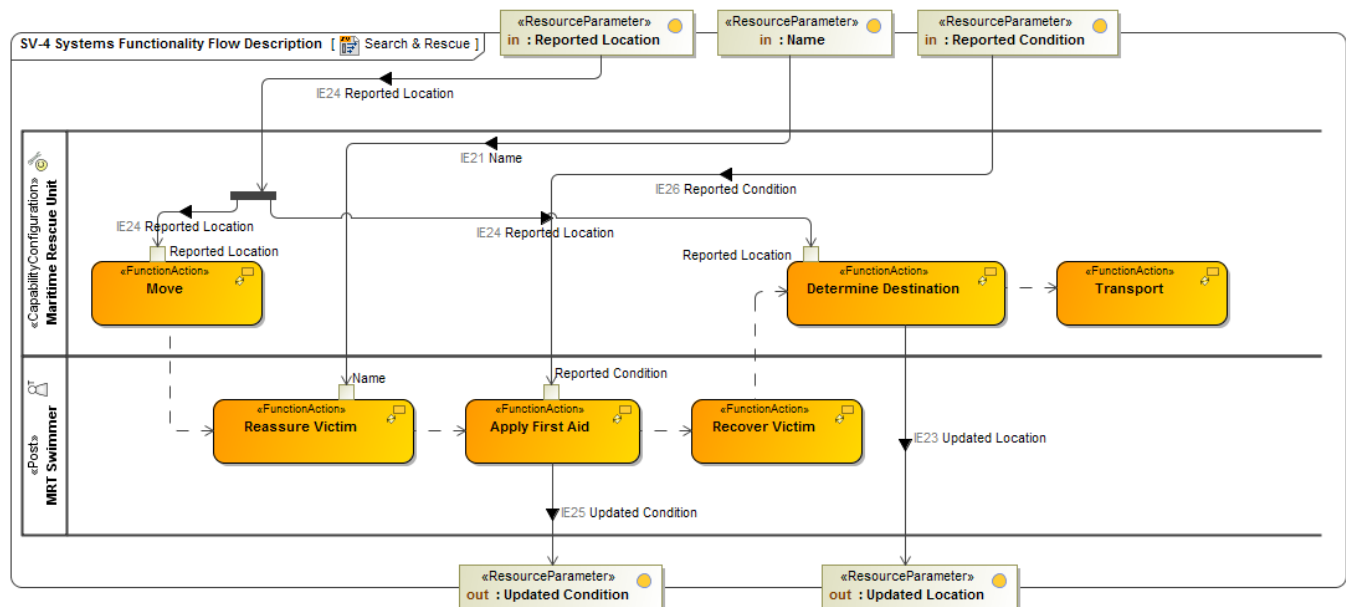 «ResourceParameter»
in : Reported Location
«ResourceParameter»
in : Name
«ResourceParameter»
in : Reported Condition
SV-4 Systems Functionality Flow Description [ Search & Rescue ]
IE24 Reported Location
IE21 Name
IE26 Reported Condition
«CapabilityConfiguration»
Maritime Rescue Unit
IE24 Reported Location
IE24 Reported Location
Reported Location
Reported Location
«FunctionAction»
Move
«FunctionAction»
Determine Destination
«FunctionAction»
Transport
«Post»
MRT Swimmer
Name
Reported Condition
«FunctionAction»
Reassure Victim
«FunctionAction»
Apply First Aid
«FunctionAction»
Recover Victim
IE23 Updated Location
IE25 Updated Condition
«ResourceParameter»
out : Updated Condition
«ResourceParameter»
out : Updated Location